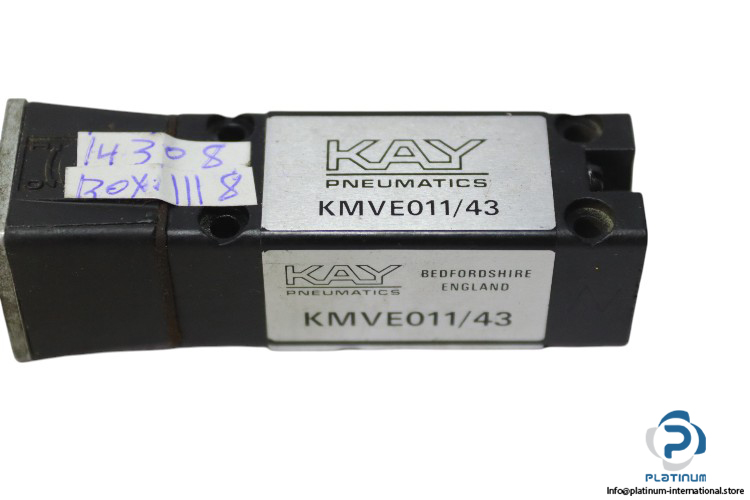 14308
BOX:1118
KAY
PNEUMATICS
KMVE011/43
KAY
PNEUMATICS
BEDFORDSHIRE
ENGLAND
KMVE011/43
PLATINUM
Info@platinum-international.store